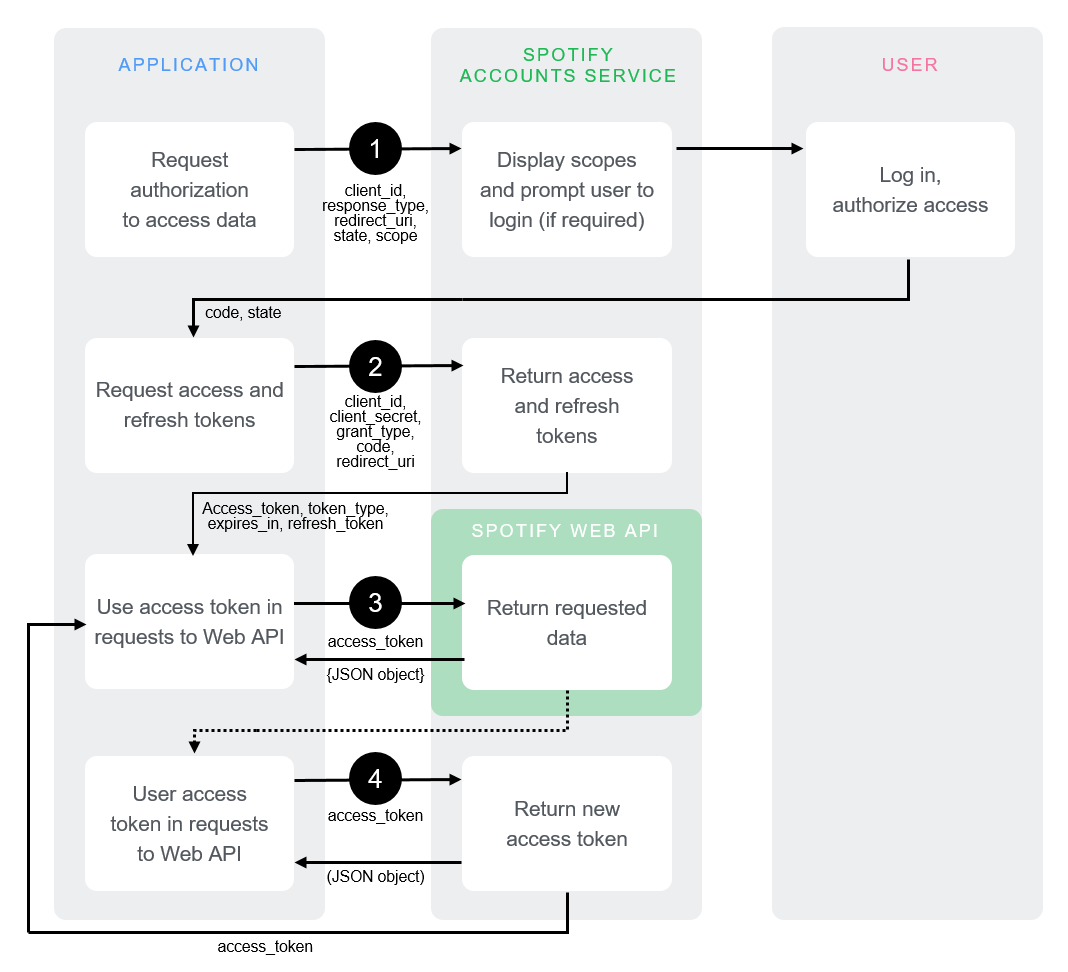 APPLICATION
SPOTIFY
ACCOUNTS SERVICE
USER
Request
authorization
to access data
1
client_id,
response_type,
redirect_uri,
state, scope
Display scopes
and prompt user to
login (if required)
Log in,
authorize access
code, state
Request access and
refresh tokens
2
client_id,
client_secret,
grant_type,
code,
redirect_uri
Return access
and refresh
tokens
Access_token, token_type,
expires_in, refresh_token
SPOTIFY WEB API
Use access token in
requests to Web API
3
access_token
{JSON object}
Return requested
data
User access
token in requests
to Web API
4
access_token
(JSON object)
Return new
access token
access_token